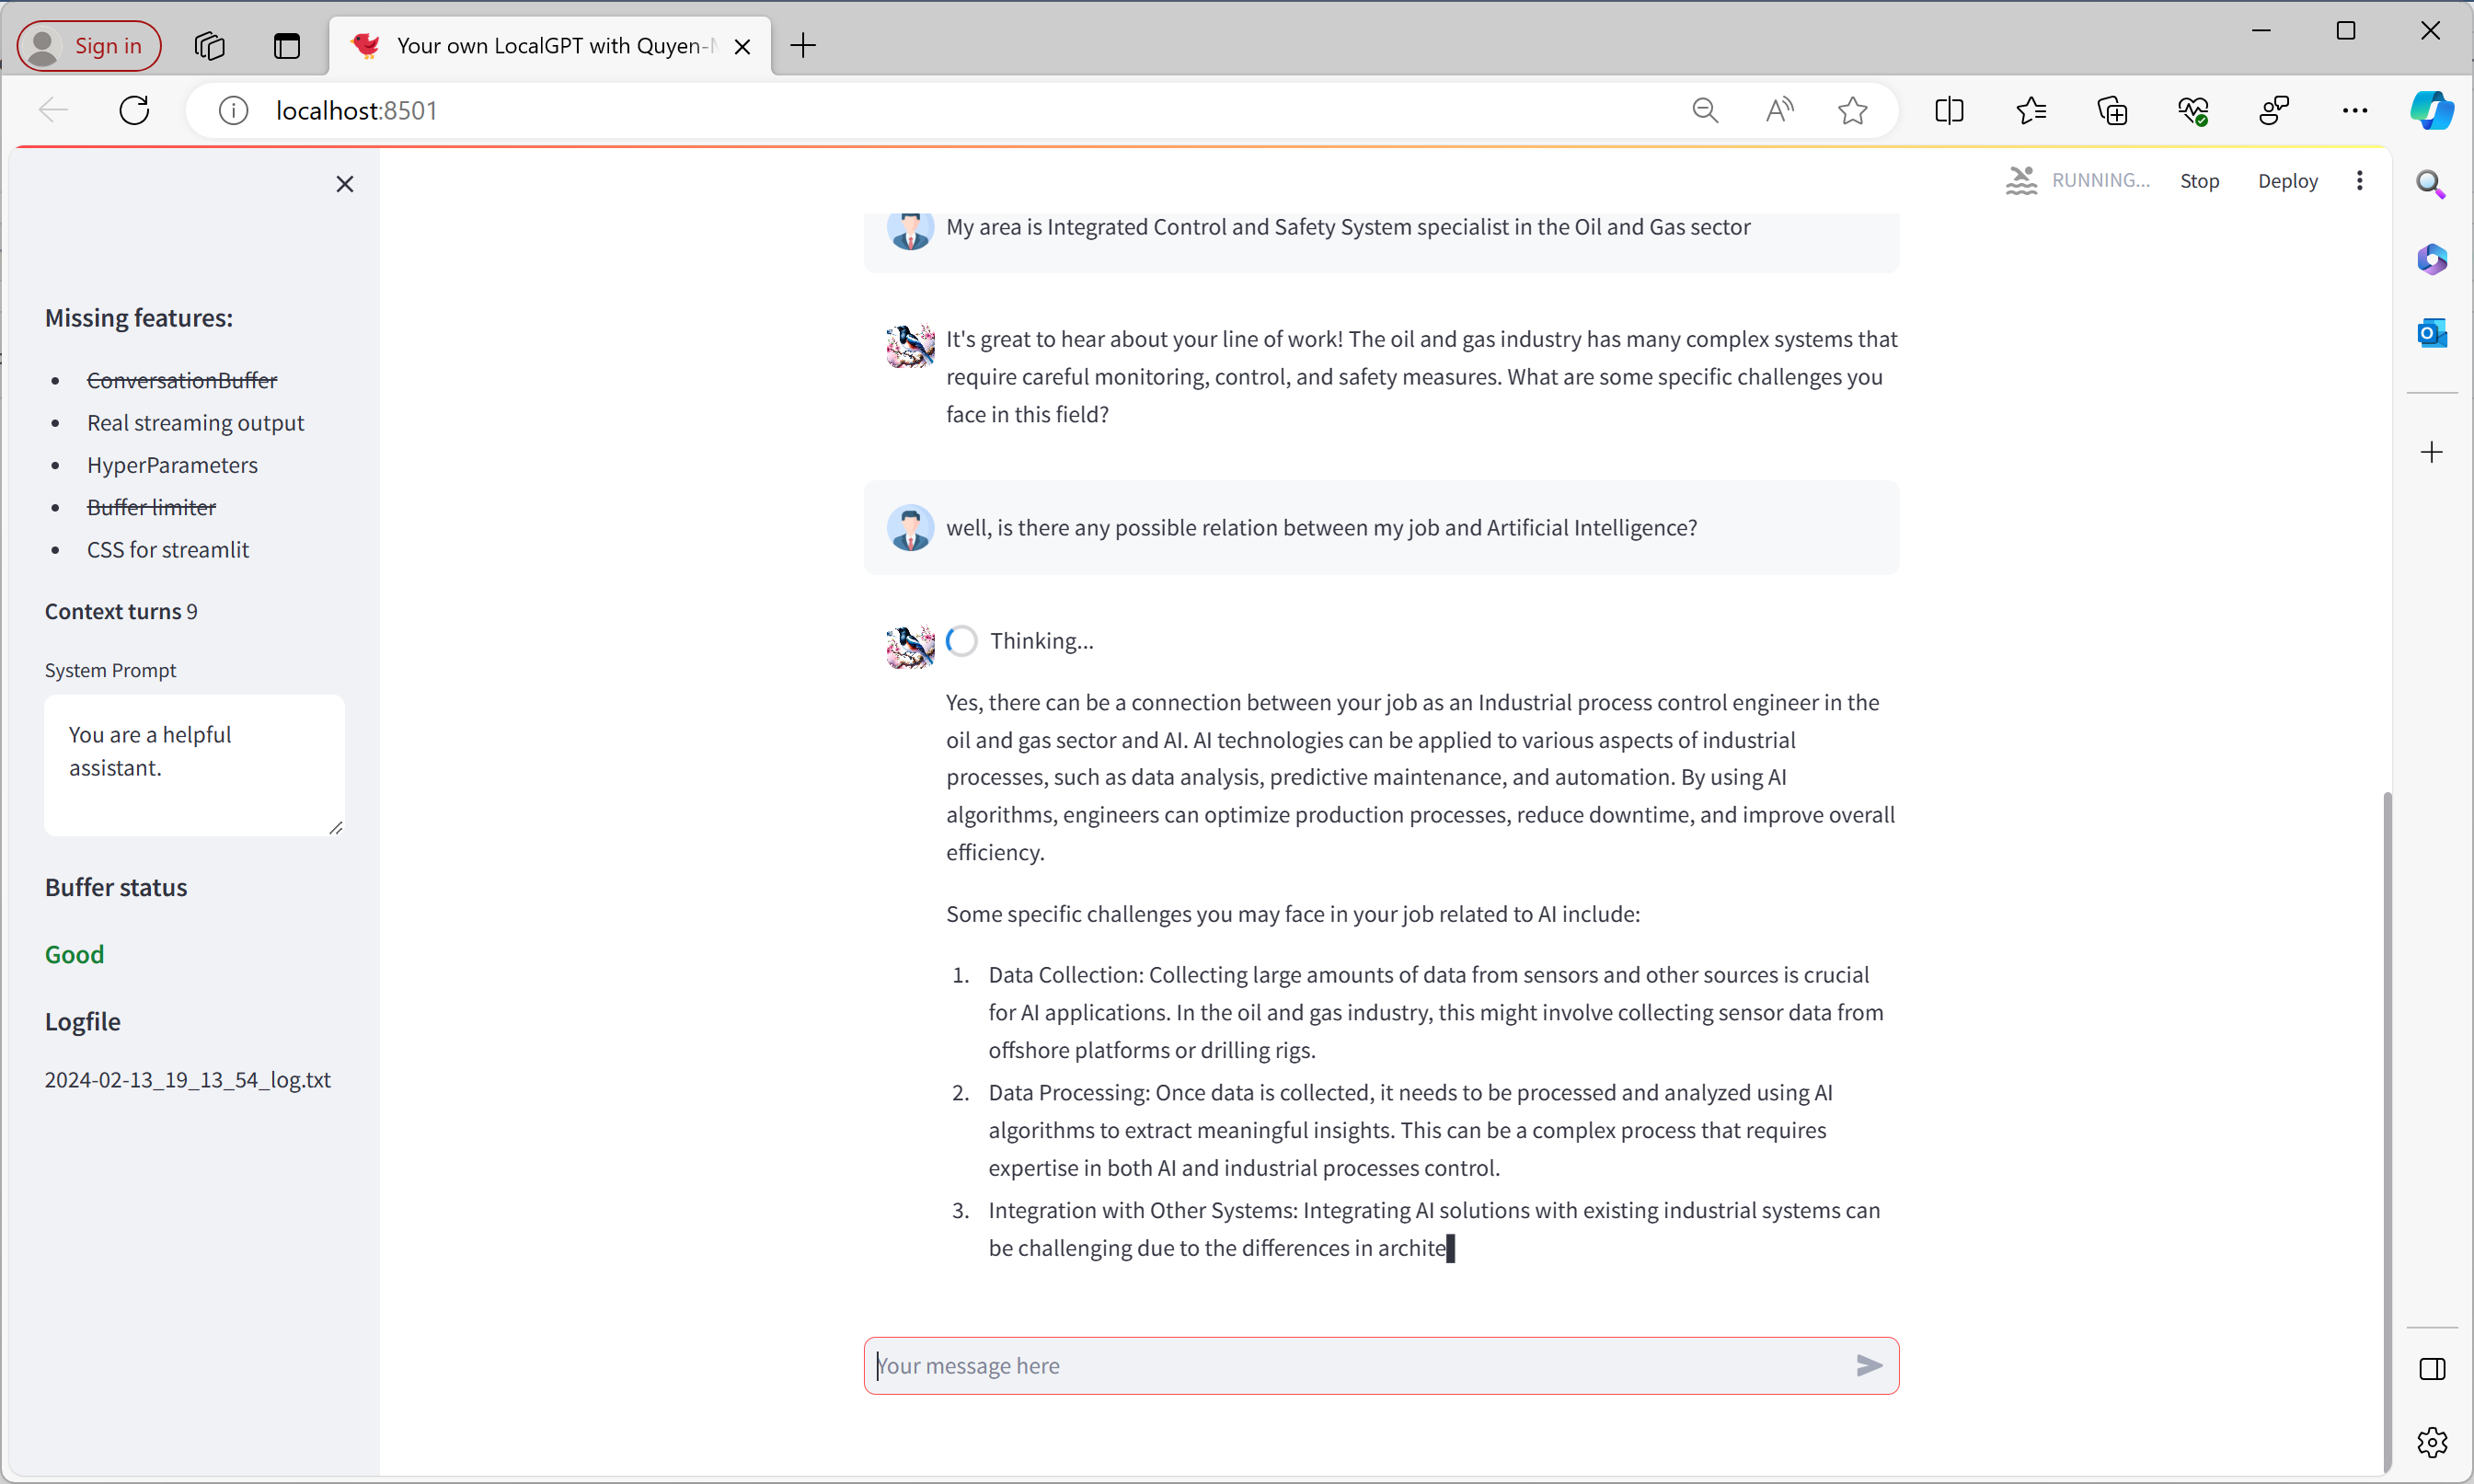 Sign in
Your own LocalGPT with Quyen-
localhost:8501
RUNNING...
Stop
Deploy
Missing features:
ConversationBuffer
Real streaming output
HyperParameters
Buffer limiter
CSS for streamlit
Context turns 9
System Prompt
You are a helpful
assistant.
Buffer status
Good
Logfile
2024-02-13_19_13_54_log.txt
My area is Integrated Control and Safety System specialist in the Oil and Gas sector
It's great to hear about your line of work! The oil and gas industry has many complex systems that
require careful monitoring, control, and safety measures. What are some specific challenges you
face in this field?
well, is there any possible relation between my job and Artificial Intelligence?
Thinking...
Yes, there can be a connection between your job as an Industrial process control engineer in the
oil and gas sector and AI. AI technologies can be applied to various aspects of industrial
processes, such as data analysis, predictive maintenance, and automation. By using AI
algorithms, engineers can optimize production processes, reduce downtime, and improve overall
efficiency.
Some specific challenges you may face in your job related to AI include:
1. Data Collection: Collecting large amounts of data from sensors and other sources is crucial
for AI applications. In the oil and gas industry, this might involve collecting sensor data from
offshore platforms or drilling rigs.
2. Data Processing: Once data is collected, it needs to be processed and analyzed using AI
algorithms to extract meaningful insights. This can be a complex process that requires
expertise in both AI and industrial processes control.
3. Integration with Other Systems: Integrating AI solutions with existing industrial systems can
be challenging due to the differences in archite
Your message here